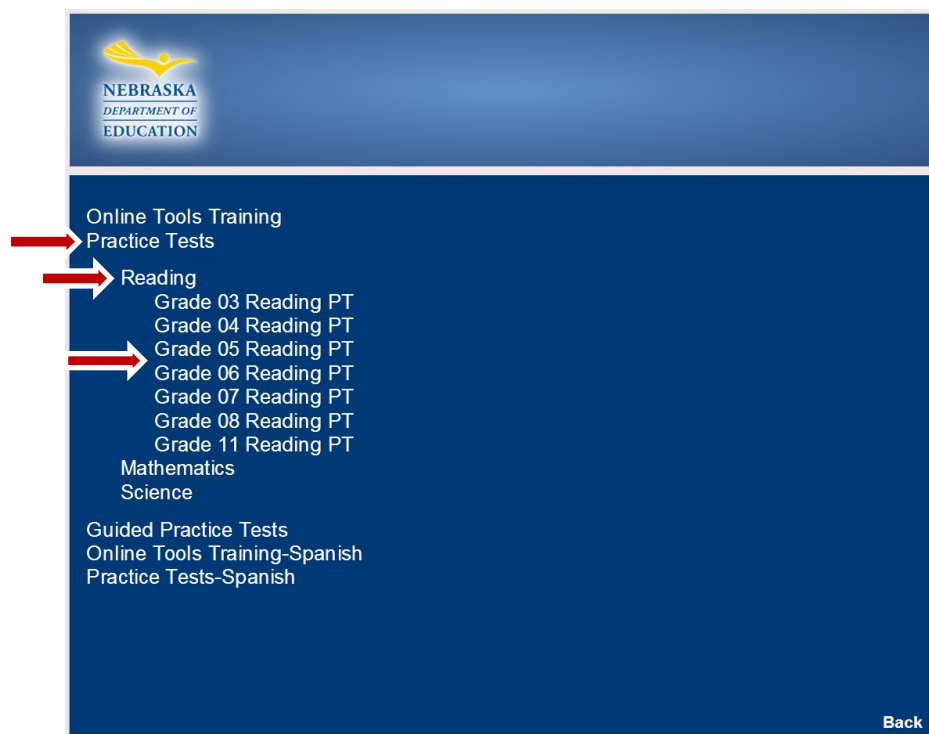 NEBRASKA
DEPARTMENT OF
EDUCATION
Online Tools Training
Practice Tests
Reading
Grade 03 Reading PT
Grade 04 Reading PT
Grade 05 Reading PT
Grade 06 Reading PT
Grade 07 Reading PT
Grade 08 Reading PT
Grade 11 Reading PT
Mathematics
Science
Guided Practice Tests
Online Tools Training-Spanish
Practice Tests-Spanish
Back